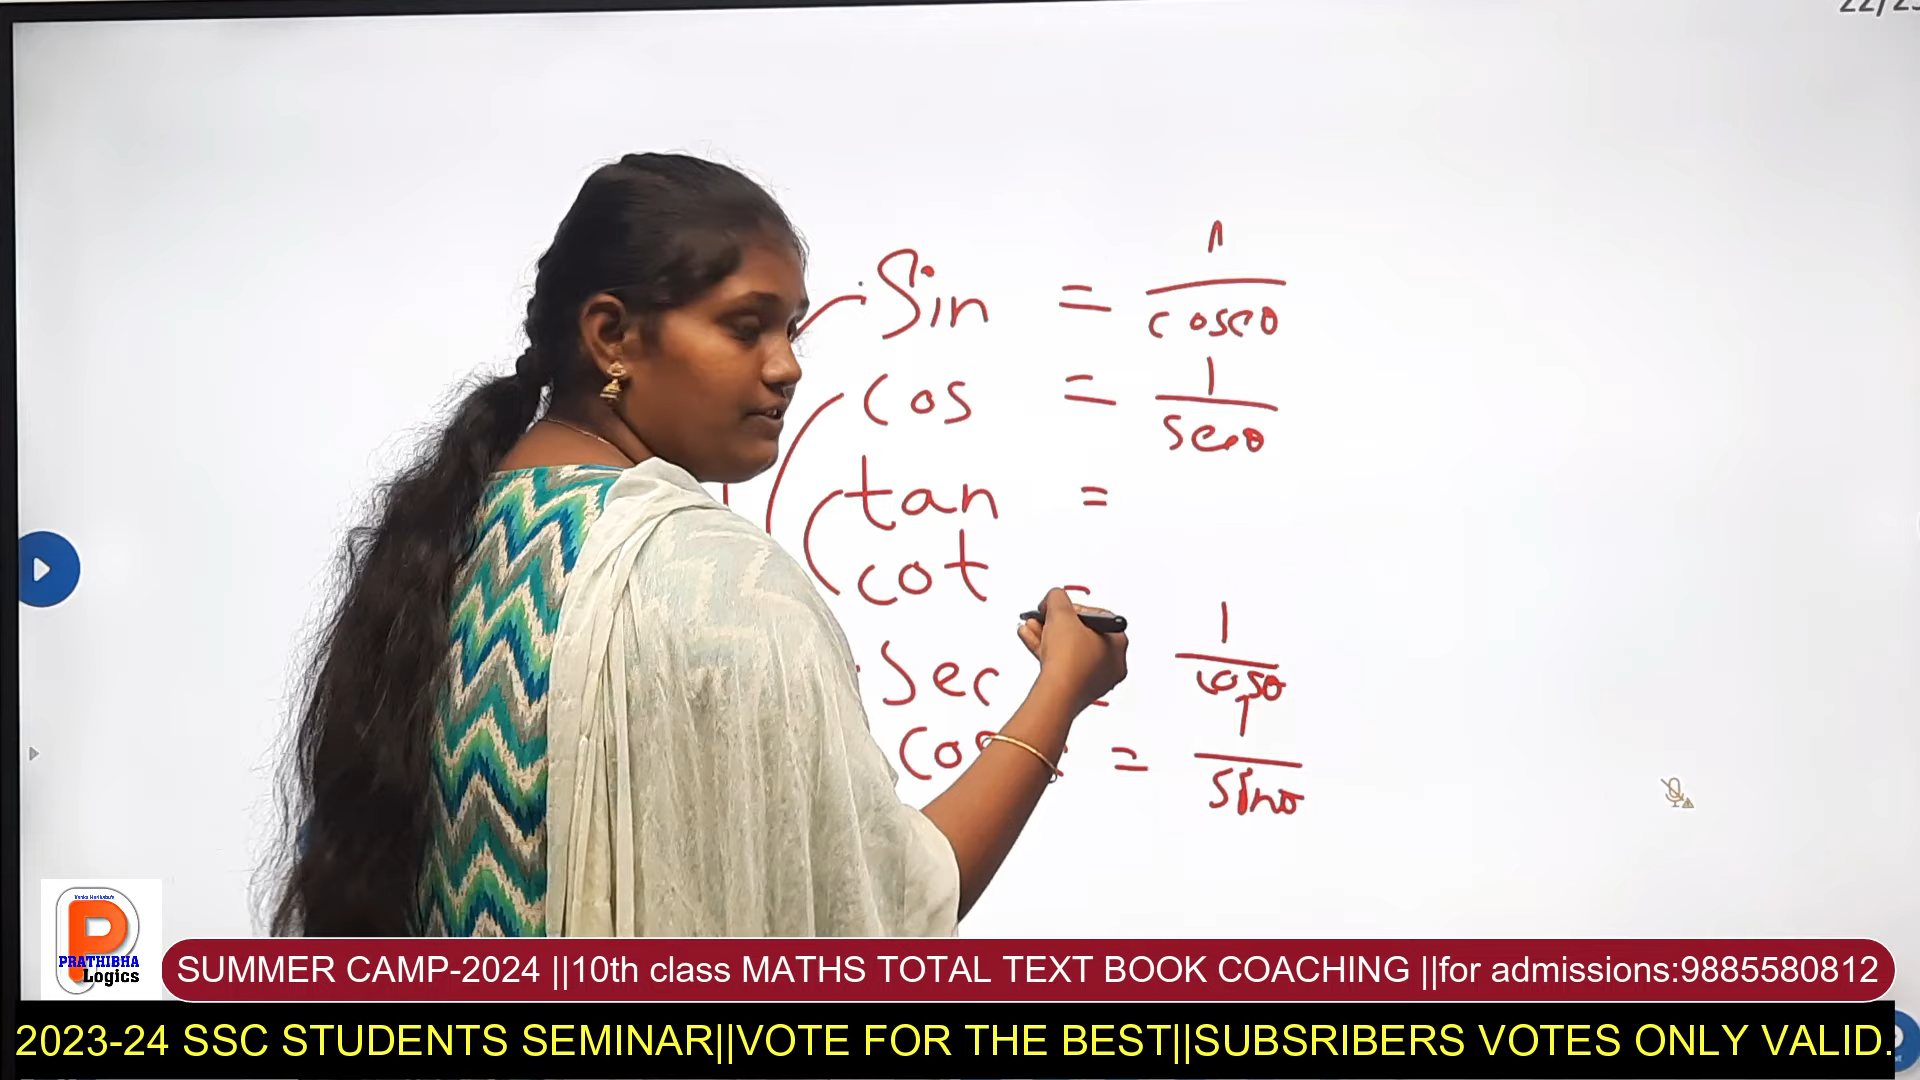 22/23
Sin = 1/cosecθ
cos = 1/secθ
tan =
cot =
Sec = 1/cosθ
= 1/sinθ
PRATHIBHA
Logics
SUMMER CAMP-2024 ||10th class MATHS TOTAL TEXT BOOK COACHING ||for admissions:9885580812
2023-24 SSC STUDENTS SEMINAR||VOTE FOR THE BEST||SUBSRIBERS VOTES ONLY VALID.